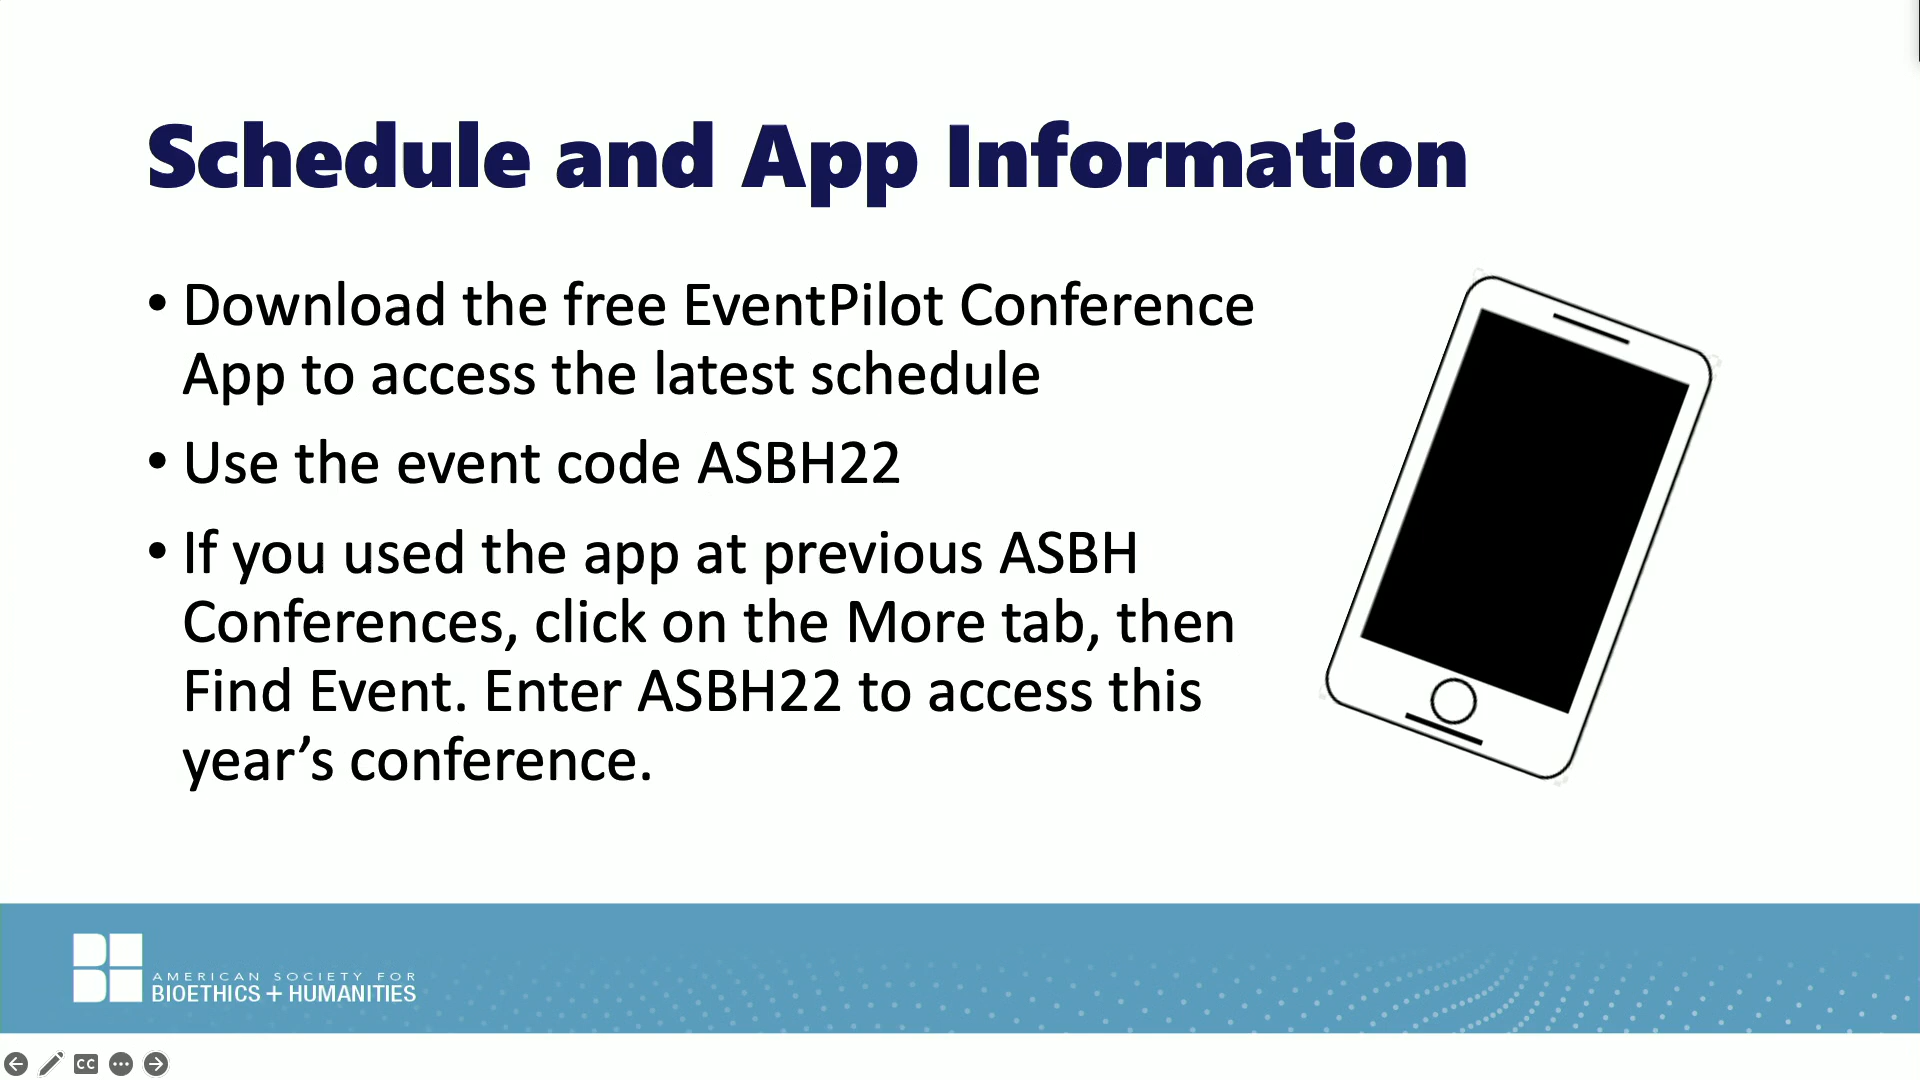 Schedule and App Information
• Download the free EventPilot Conference
App to access the latest schedule
• Use the event code ASBH22
• If you used the app at previous ASBH
Conferences, click on the More tab, then
Find Event. Enter ASBH22 to access this
year’s conference.
AMERICAN SOCIETY FOR
BIOETHICS + HUMANITIES
CC